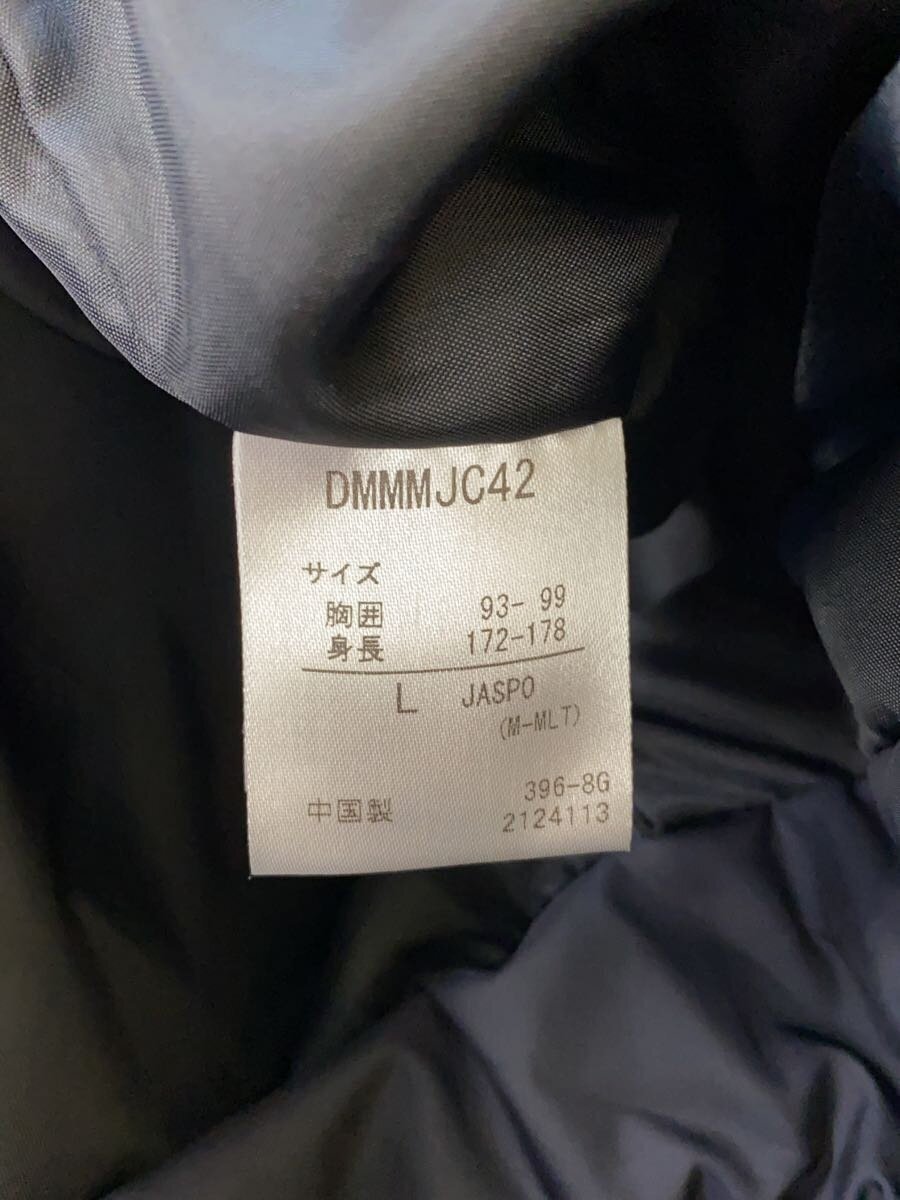 DMMMJC42
サイズ
胸囲 93-99
身長 172-178
L JASPO
(M-MLT)
396-8G
中国製 2124113